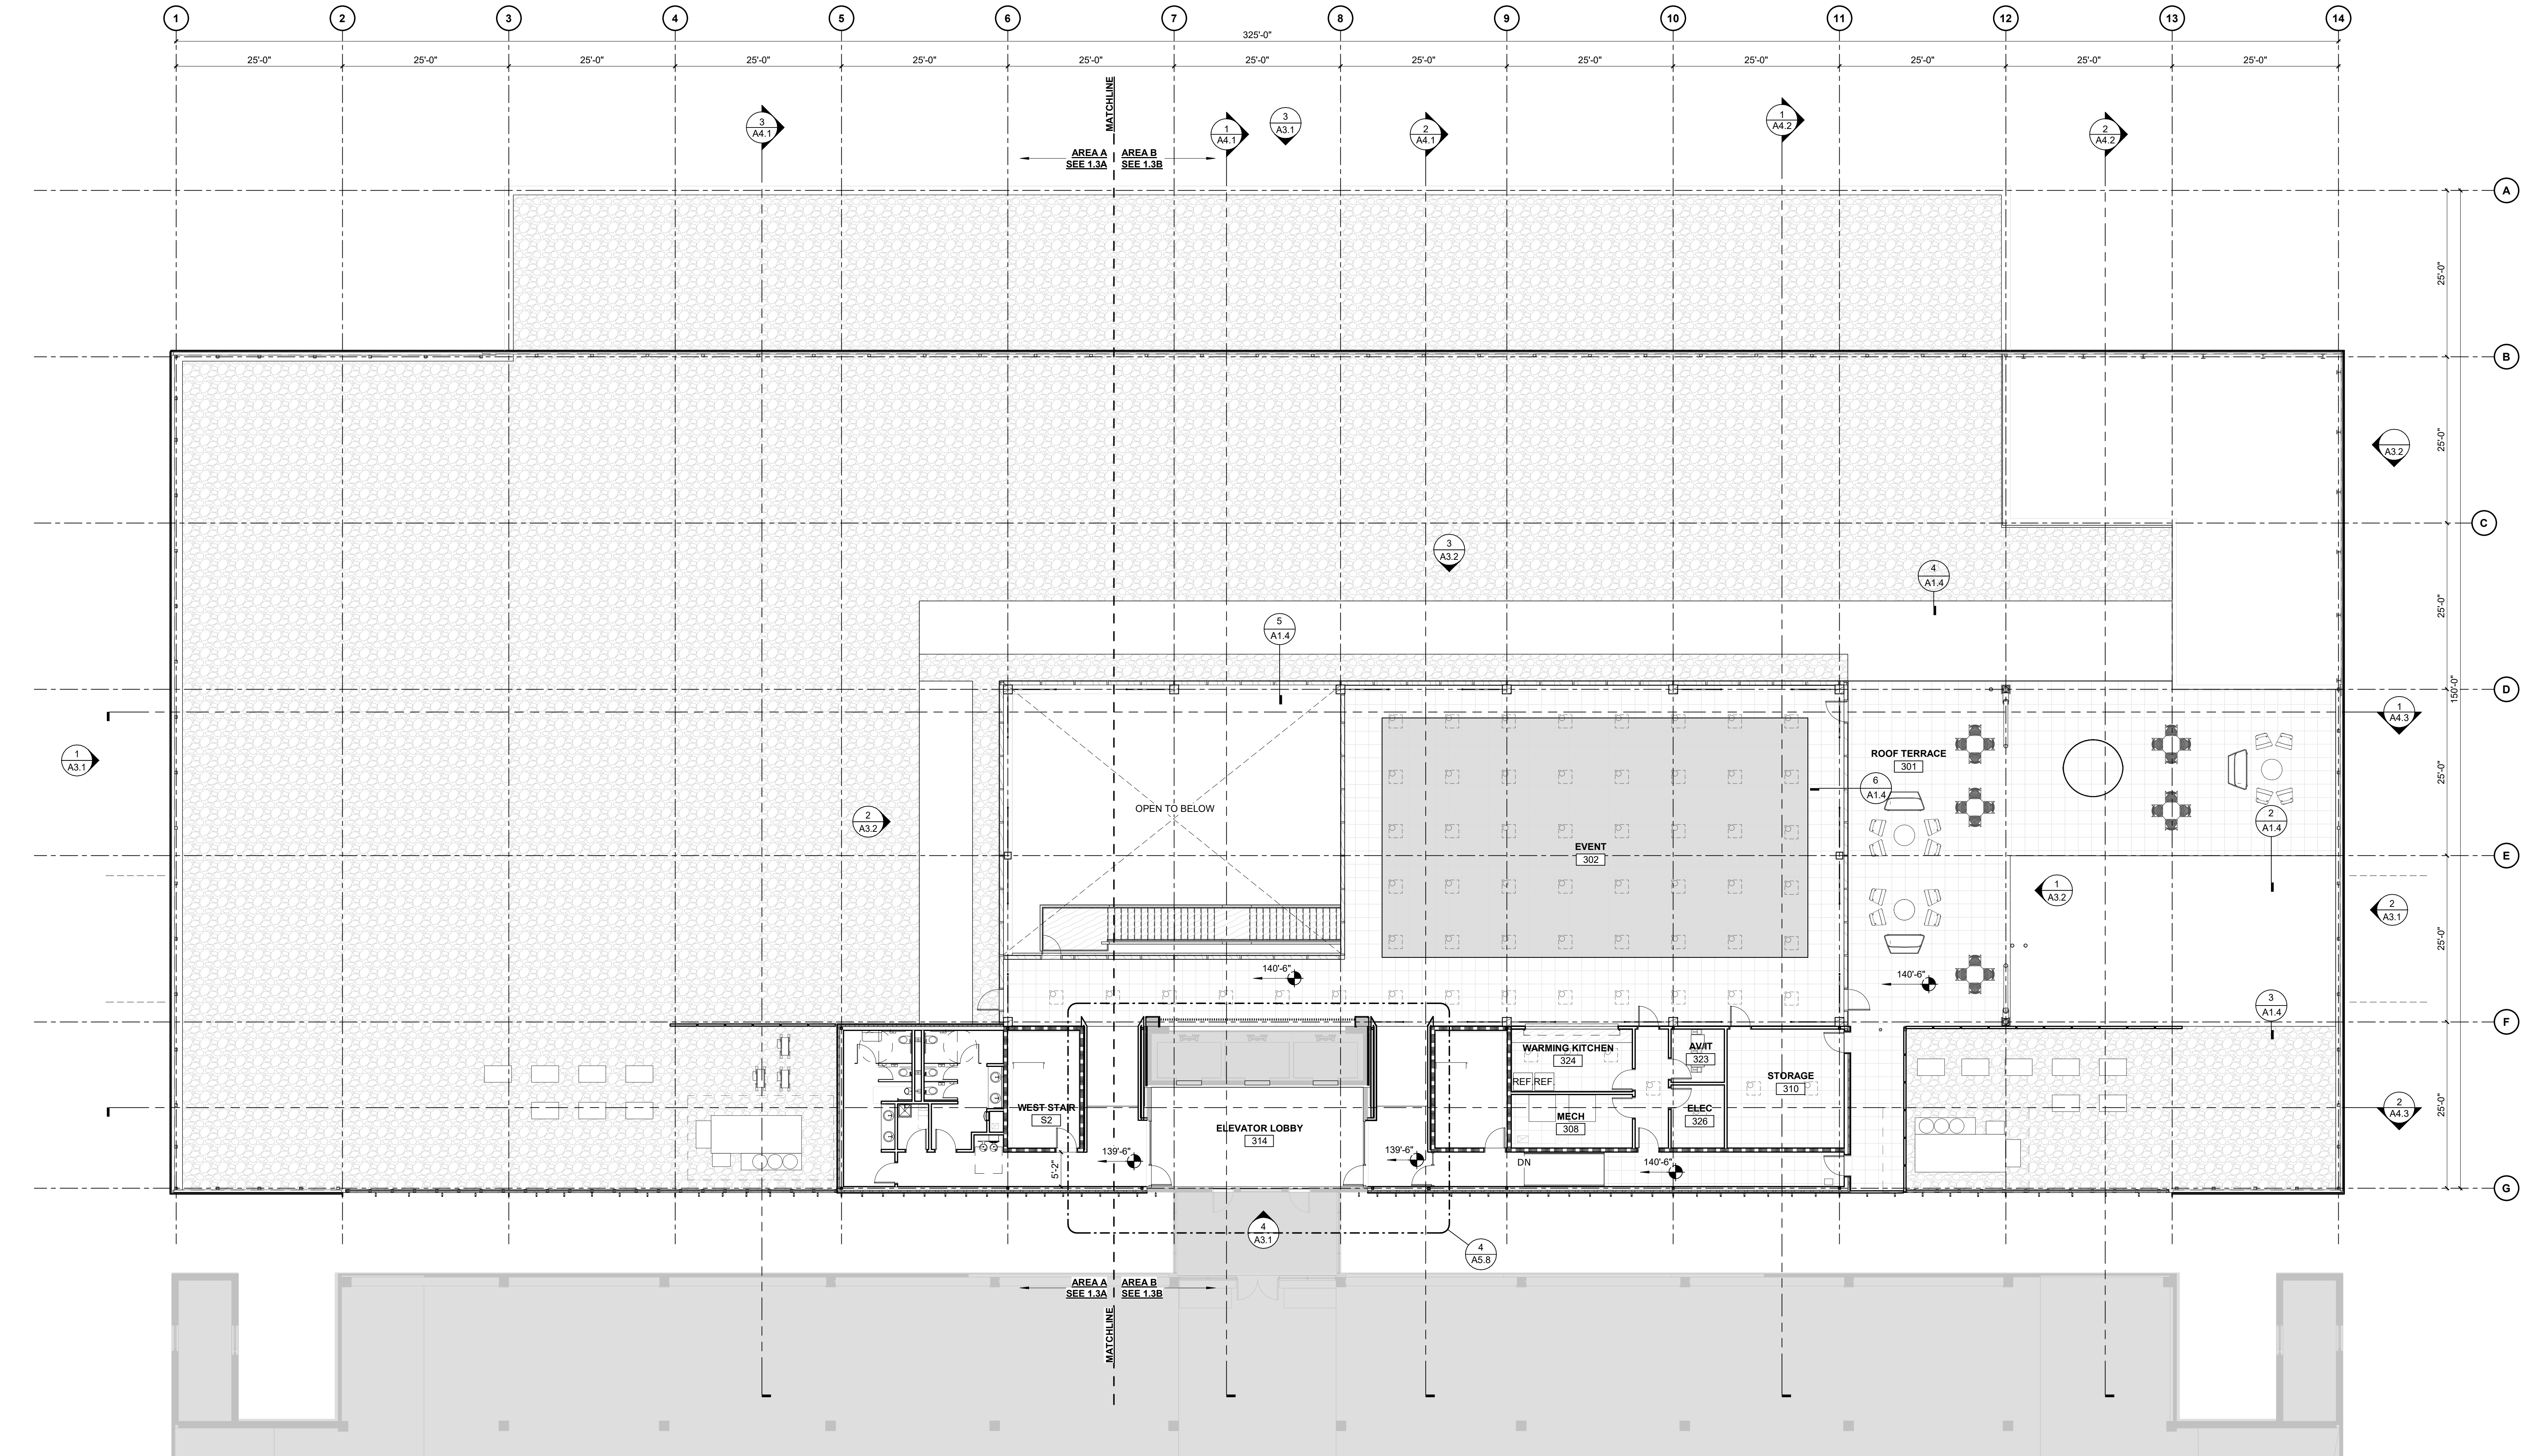 1 2 3 4 5 6 7 8 9 10 11 12 13 14
325'-0"
25'-0" 25'-0" 25'-0" 25'-0" 25'-0" 25'-0" 25'-0" 25'-0" 25'-0" 25'-0" 25'-0" 25'-0" 25'-0"
MATCHLINE
3
A4.1
1
A4.1
3
A3.1
2
A4.1
1
A4.2
2
A4.2
AREA A
SEE 1.3A
AREA B
SEE 1.3B
A
25'-0"
B
25'-0"
A3.2
C
3
A3.2
4
A1.4
25'-0"
5
A1.4
D
150'-0"
1
A4.3
1
A3.1
ROOF TERRACE
301
25'-0"
6
A1.4
OPEN TO BELOW
2
A3.2
2
A1.4
EVENT
302
E
1
A3.2
2
A3.1
25'-0"
140'-6"
140'-6"
3
A1.4
F
WARMING KITCHEN
324
AV/IT
323
REF REF
STORAGE
310
WEST STAIR
S2
MECH
308
ELEC
326
ELEVATOR LOBBY
314
25'-0"
2
A4.3
139'-6"
139'-6"
5'-2"
DN
140'-6"
G
4
A3.1
4
A5.8
AREA A
SEE 1.3A
AREA B
SEE 1.3B
MATCHLINE